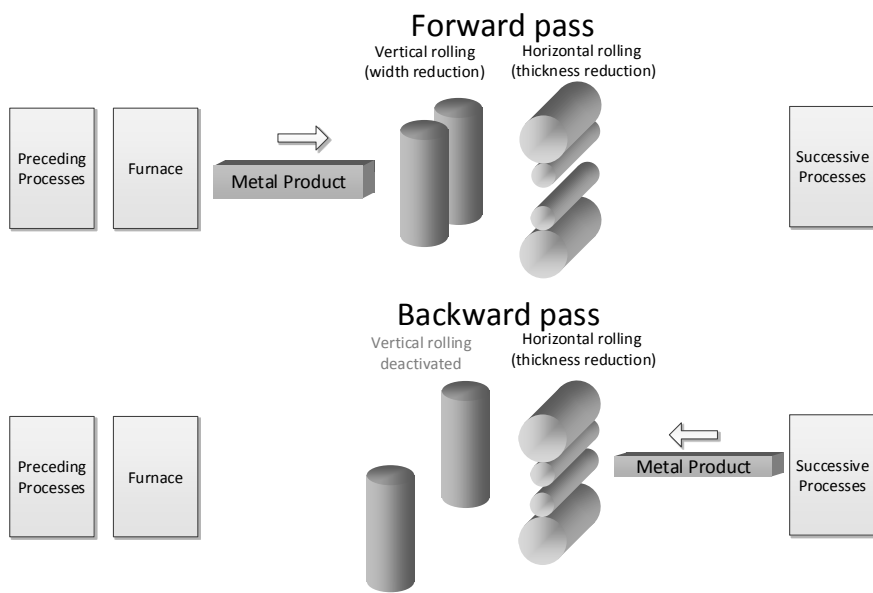 Forward pass
Vertical rolling
(width reduction)
Horizontal rolling
(thickness reduction)
Preceding
Processes
Furnace
Metal Product
Successive
Processes
Backward pass
Vertical rolling
deactivated
Horizontal rolling
(thickness reduction)
Preceding
Processes
Furnace
Metal Product
Successive
Processes